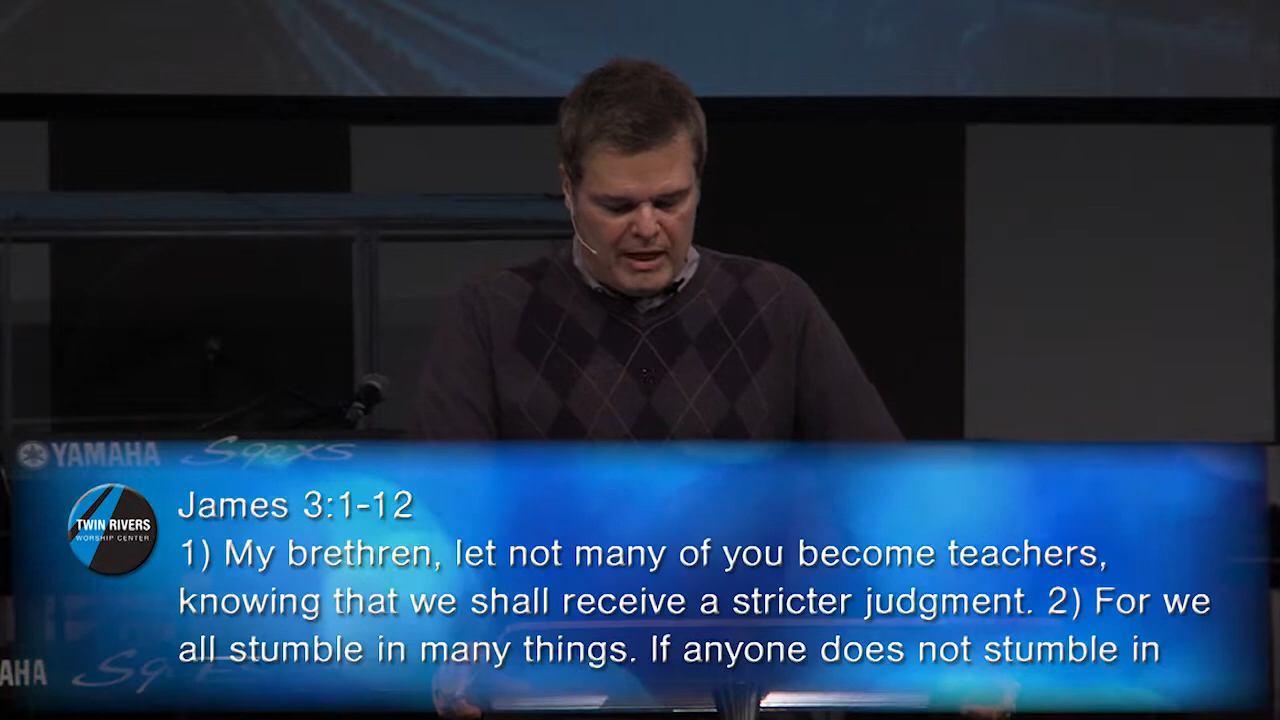 YAMAHA S90XS
James 3:1-12
TWIN RIVERS
WORSHIP CENTER
1) My brethren, let not many of you become teachers,
knowing that we shall receive a stricter judgment. 2) For we
all stumble in many things. If anyone does not stumble in
AHA